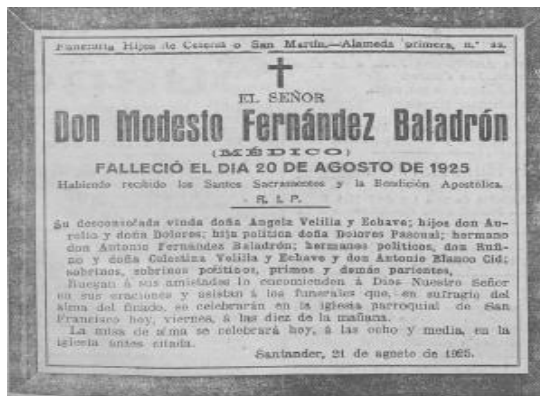 Funeraria Hijos de Ceferino San Martín.—Alameda primera, n.° 22.
EL SEÑOR
Don Modesto Fernández Baladrón
(MÉDICO)
FALLECIÓ EL DIA 20 DE AGOSTO DE 1925
Habiendo recibido los Santos Sacramentos y la Bendición Apostólica.
R. I. P.
Su desconsolada viuda doña Angela Velilla y Echave; hijos don Au-
relio y doña Dolores; hija política doña Dolores Pascual; hermano
don Antonio Fernández Baladrón; hermanos políticos, don Rufi-
no y doña Celestina Velilla y Echave y don Antonio Blanco Cid;
sobrinos, sobrinos políticos, primos y demás parientes,
Ruegan á sus amistades lo encomienden á Dios Nuestro Señor
en sus oraciones y asistan á los funerales que, en sufragio del
alma del finado, se celebrarán en la iglesia parroquial de San
Francisco hoy, viernes, á las diez de la mañana.
La misa de alma se celebrará hoy, á las ocho y media, en la
iglesia antes citada.
Santander, 21 de agosto de 1925.